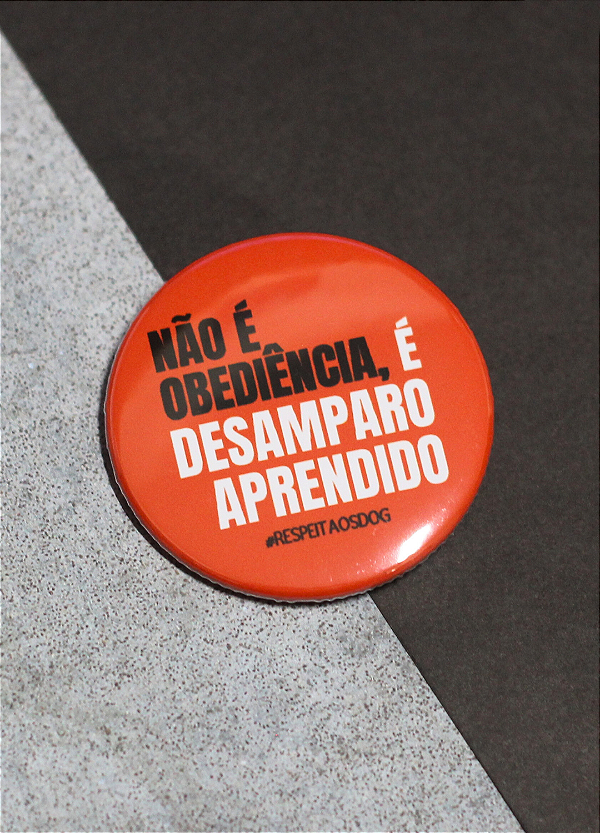 NÃO É
OBEDIÊNCIA, É
DESAMPARO
APRENDIDO
#RESPEITAOSDOG